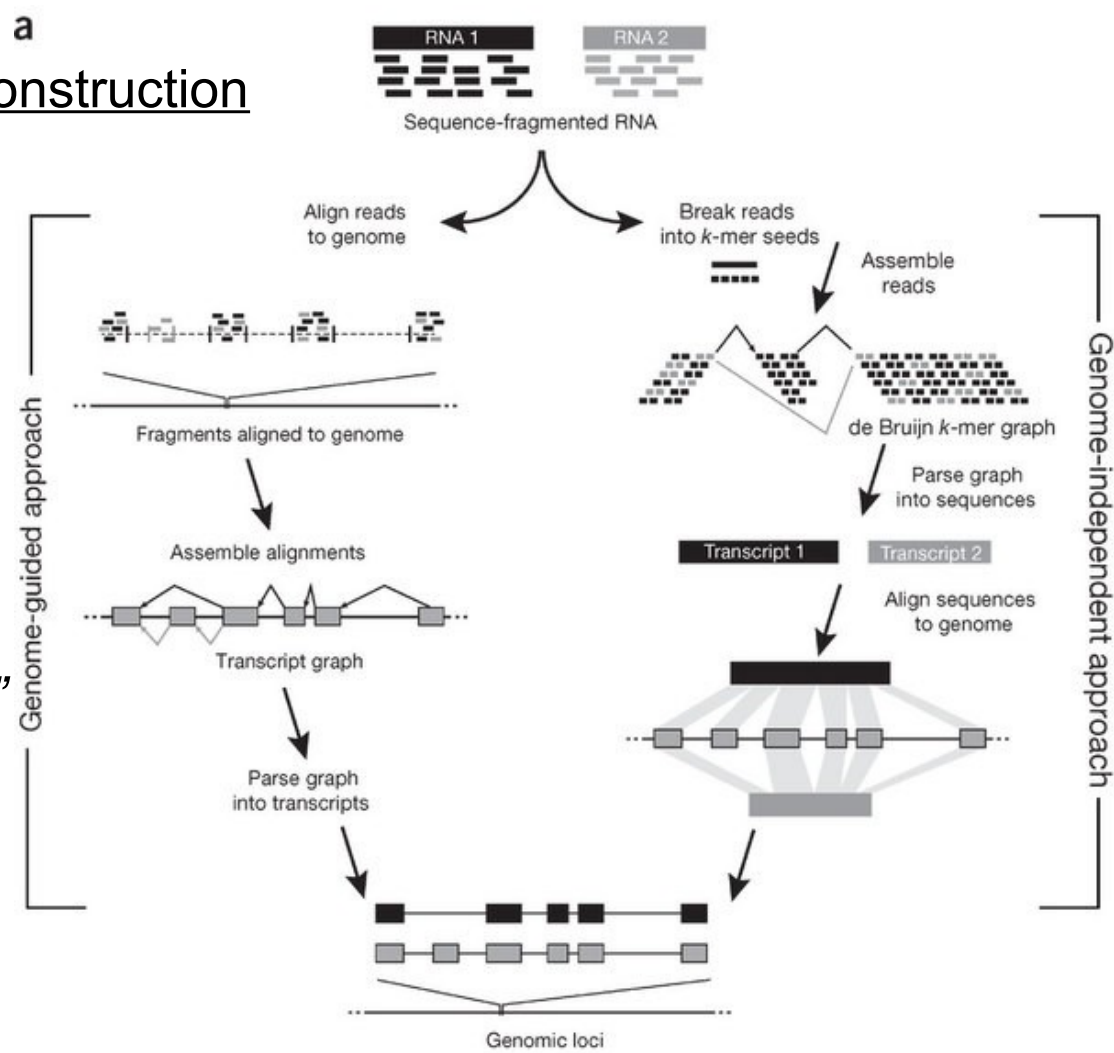 a
onstruction
RNA 1
RNA 2
Sequence-fragmented RNA
Align reads
to genome
Break reads
into k-mer seeds
Assemble
reads
Fragments aligned to genome
de Bruijn k-mer graph
Parse graph
into sequences
Assemble alignments
Transcript 1
Transcript 2
Align sequences
to genome
Transcript graph
”
Parse graph
into transcripts
Genome-guided approach
Genome-independent approach
Genomic loci